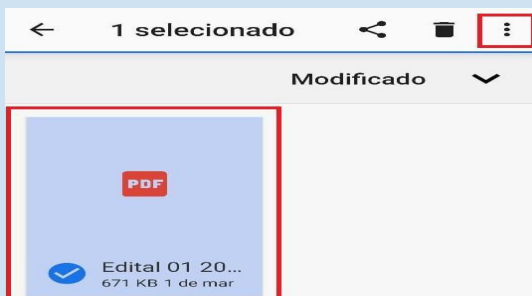 1 selecionado
Modificado
PDF
Edital 01 20...
671 KB 1 de mar